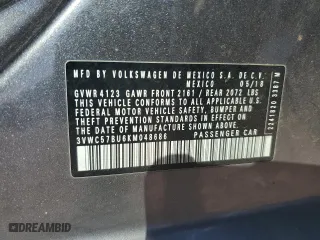 MFD. BY VOLKSWAGEN DE MEXICO S.A. DE C.V.
MEXICO 05/18
GVWR 4123 GAWR FRONT 2161 / REAR 2072 LBS
THIS VEHICLE CONFORMS TO ALL APPLICABLE U.S.
FEDERAL MOTOR VEHICLE SAFETY, BUMPER AND
THEFT PREVENTION STANDARDS IN EFFECT ON
THE DATE OF MANUFACTURE SHOWN ABOVE.
3VWC57BU6KM048686 PASSENGER CAR
2241920 3387 M